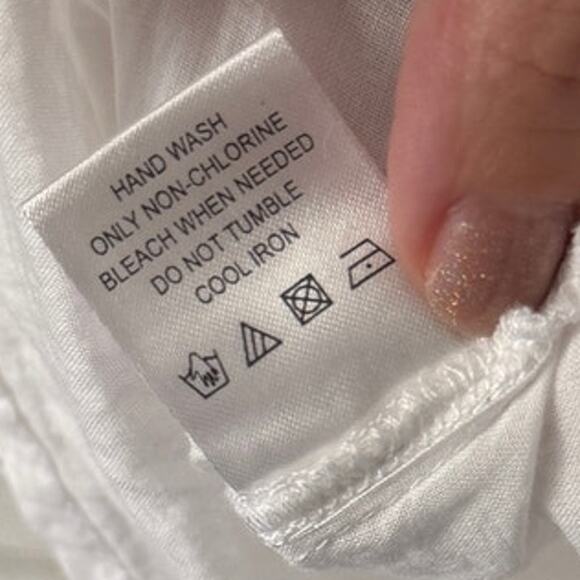 HAND WASH
ONLY NON-CHLORINE
BLEACH WHEN NEEDED
DO NOT TUMBLE
COOL IRON